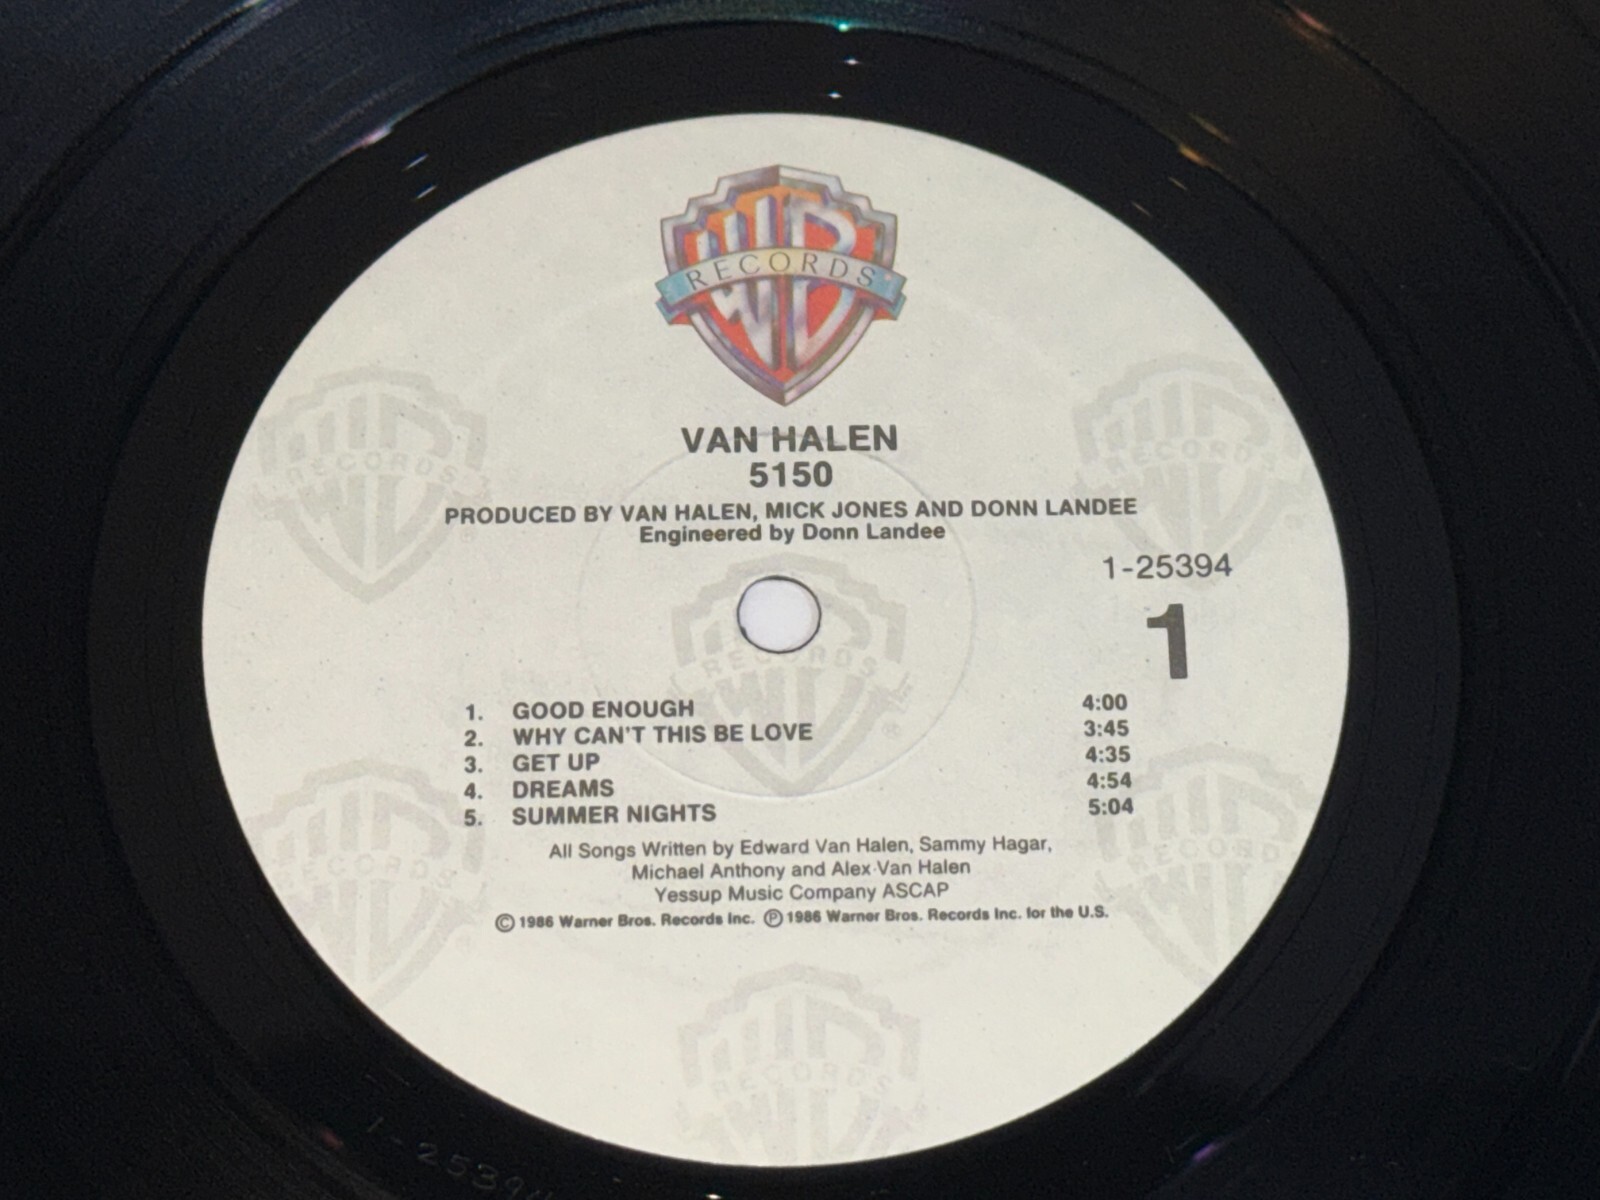 WB
RECORDS
VAN HALEN
5150
PRODUCED BY VAN HALEN, MICK JONES AND DONN LANDEE
Engineered by Donn Landee
1-25394
1
1. GOOD ENOUGH 4:00
2. WHY CAN'T THIS BE LOVE 3:45
3. GET UP 4:35
4. DREAMS 4:54
5. SUMMER NIGHTS 5:04
All Songs Written by Edward Van Halen, Sammy Hagar,
Michael Anthony and Alex Van Halen
Yessup Music Company ASCAP
© 1986 Warner Bros. Records Inc. ℗ 1986 Warner Bros. Records Inc. for the U.S.
1-25394